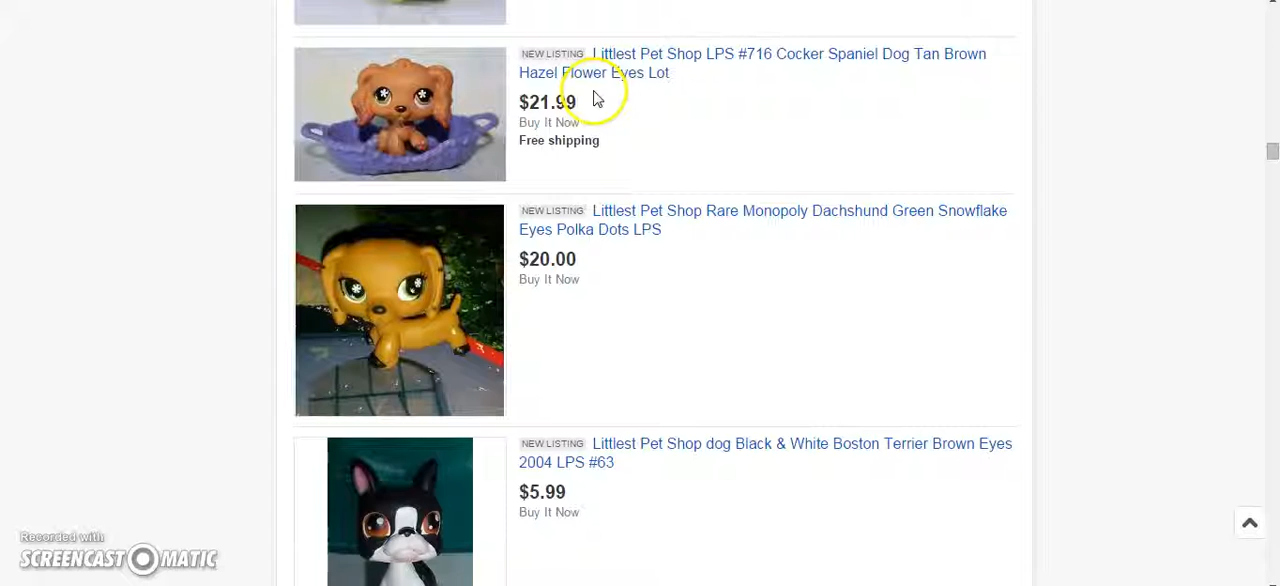 NEW LISTING Littlest Pet Shop LPS #716 Cocker Spaniel Dog Tan Brown
Hazel Flower Eyes Lot
$21.99
Buy It Now
Free shipping
NEW LISTING Littlest Pet Shop Rare Monopoly Dachshund Green Snowflake
Eyes Polka Dots LPS
$20.00
Buy It Now
NEW LISTING Littlest Pet Shop dog Black & White Boston Terrier Brown Eyes
2004 LPS #63
$5.99
Buy It Now
Recorded with
SCREENCAST-O-MATIC